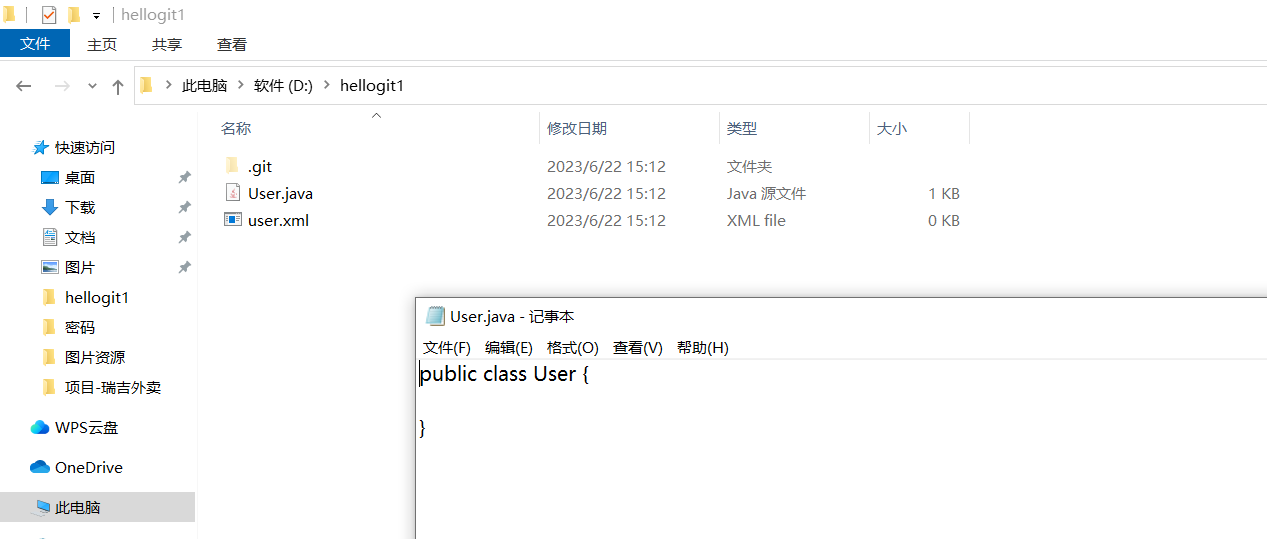 hellogit1
文件 主页 共享 查看
此电脑 软件 (D:) hellogit1
名称 修改日期 类型 大小
快速访问
桌面
下载
文档
图片
hellogit1
密码
图片资源
项目-瑞吉外卖
WPS云盘
OneDrive
此电脑
.git 2023/6/22 15:12 文件夹
User.java 2023/6/22 15:12 Java 源文件 1 KB
user.xml 2023/6/22 15:12 XML file 0 KB
User.java - 记事本
文件(F) 编辑(E) 格式(O) 查看(V) 帮助(H)
public class User {
}